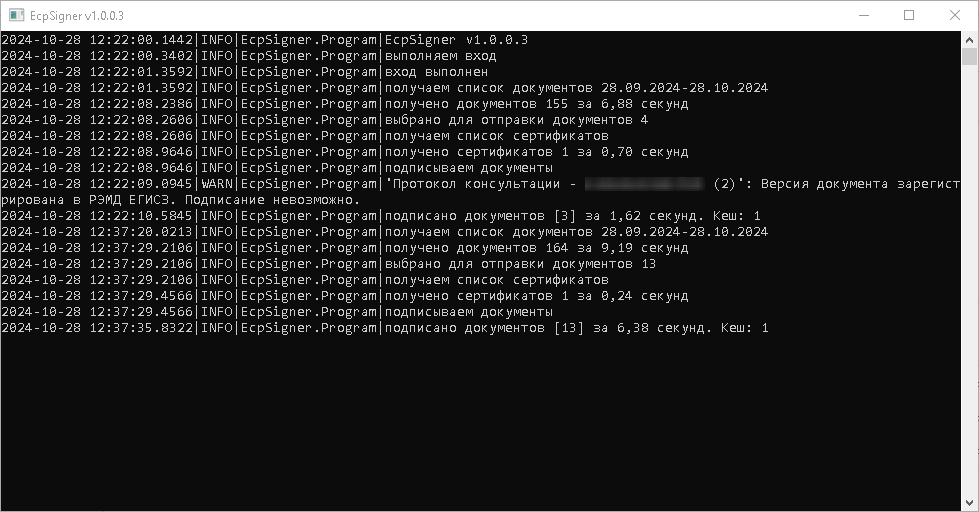 EcpSigner v1.0.0.3
2024-10-28 12:22:00.1442|INFO|EcpSigner.Program|EcpSigner v1.0.0.3
2024-10-28 12:22:00.3402|INFO|EcpSigner.Program|выполняем вход
2024-10-28 12:22:01.3592|INFO|EcpSigner.Program|вход выполнен
2024-10-28 12:22:01.3592|INFO|EcpSigner.Program|получаем список документов 28.09.2024-28.10.2024
2024-10-28 12:22:08.2386|INFO|EcpSigner.Program|получено документов 155 за 6,88 секунд
2024-10-28 12:22:08.2606|INFO|EcpSigner.Program|выбрано для отправки документов 4
2024-10-28 12:22:08.2606|INFO|EcpSigner.Program|получаем список сертификатов
2024-10-28 12:22:08.9646|INFO|EcpSigner.Program|получено сертификатов 1 за 0,70 секунд
2024-10-28 12:22:08.9646|INFO|EcpSigner.Program|подписываем документы
2024-10-28 12:22:09.0945|WARN|EcpSigner.Program|'Протокол консультации - (2)': Версия документа зарегист
рирована в РЭМД ЕГИСЗ. Подписание невозможно.
2024-10-28 12:22:10.5845|INFO|EcpSigner.Program|подписано документов [3] за 1,62 секунд. Кеш: 1
2024-10-28 12:37:20.0213|INFO|EcpSigner.Program|получаем список документов 28.09.2024-28.10.2024
2024-10-28 12:37:29.2106|INFO|EcpSigner.Program|получено документов 164 за 9,19 секунд
2024-10-28 12:37:29.2106|INFO|EcpSigner.Program|выбрано для отправки документов 13
2024-10-28 12:37:29.2106|INFO|EcpSigner.Program|получаем список сертификатов
2024-10-28 12:37:29.4566|INFO|EcpSigner.Program|получено сертификатов 1 за 0,24 секунд
2024-10-28 12:37:29.4566|INFO|EcpSigner.Program|подписываем документы
2024-10-28 12:37:35.8322|INFO|EcpSigner.Program|подписано документов [13] за 6,38 секунд. Кеш: 1